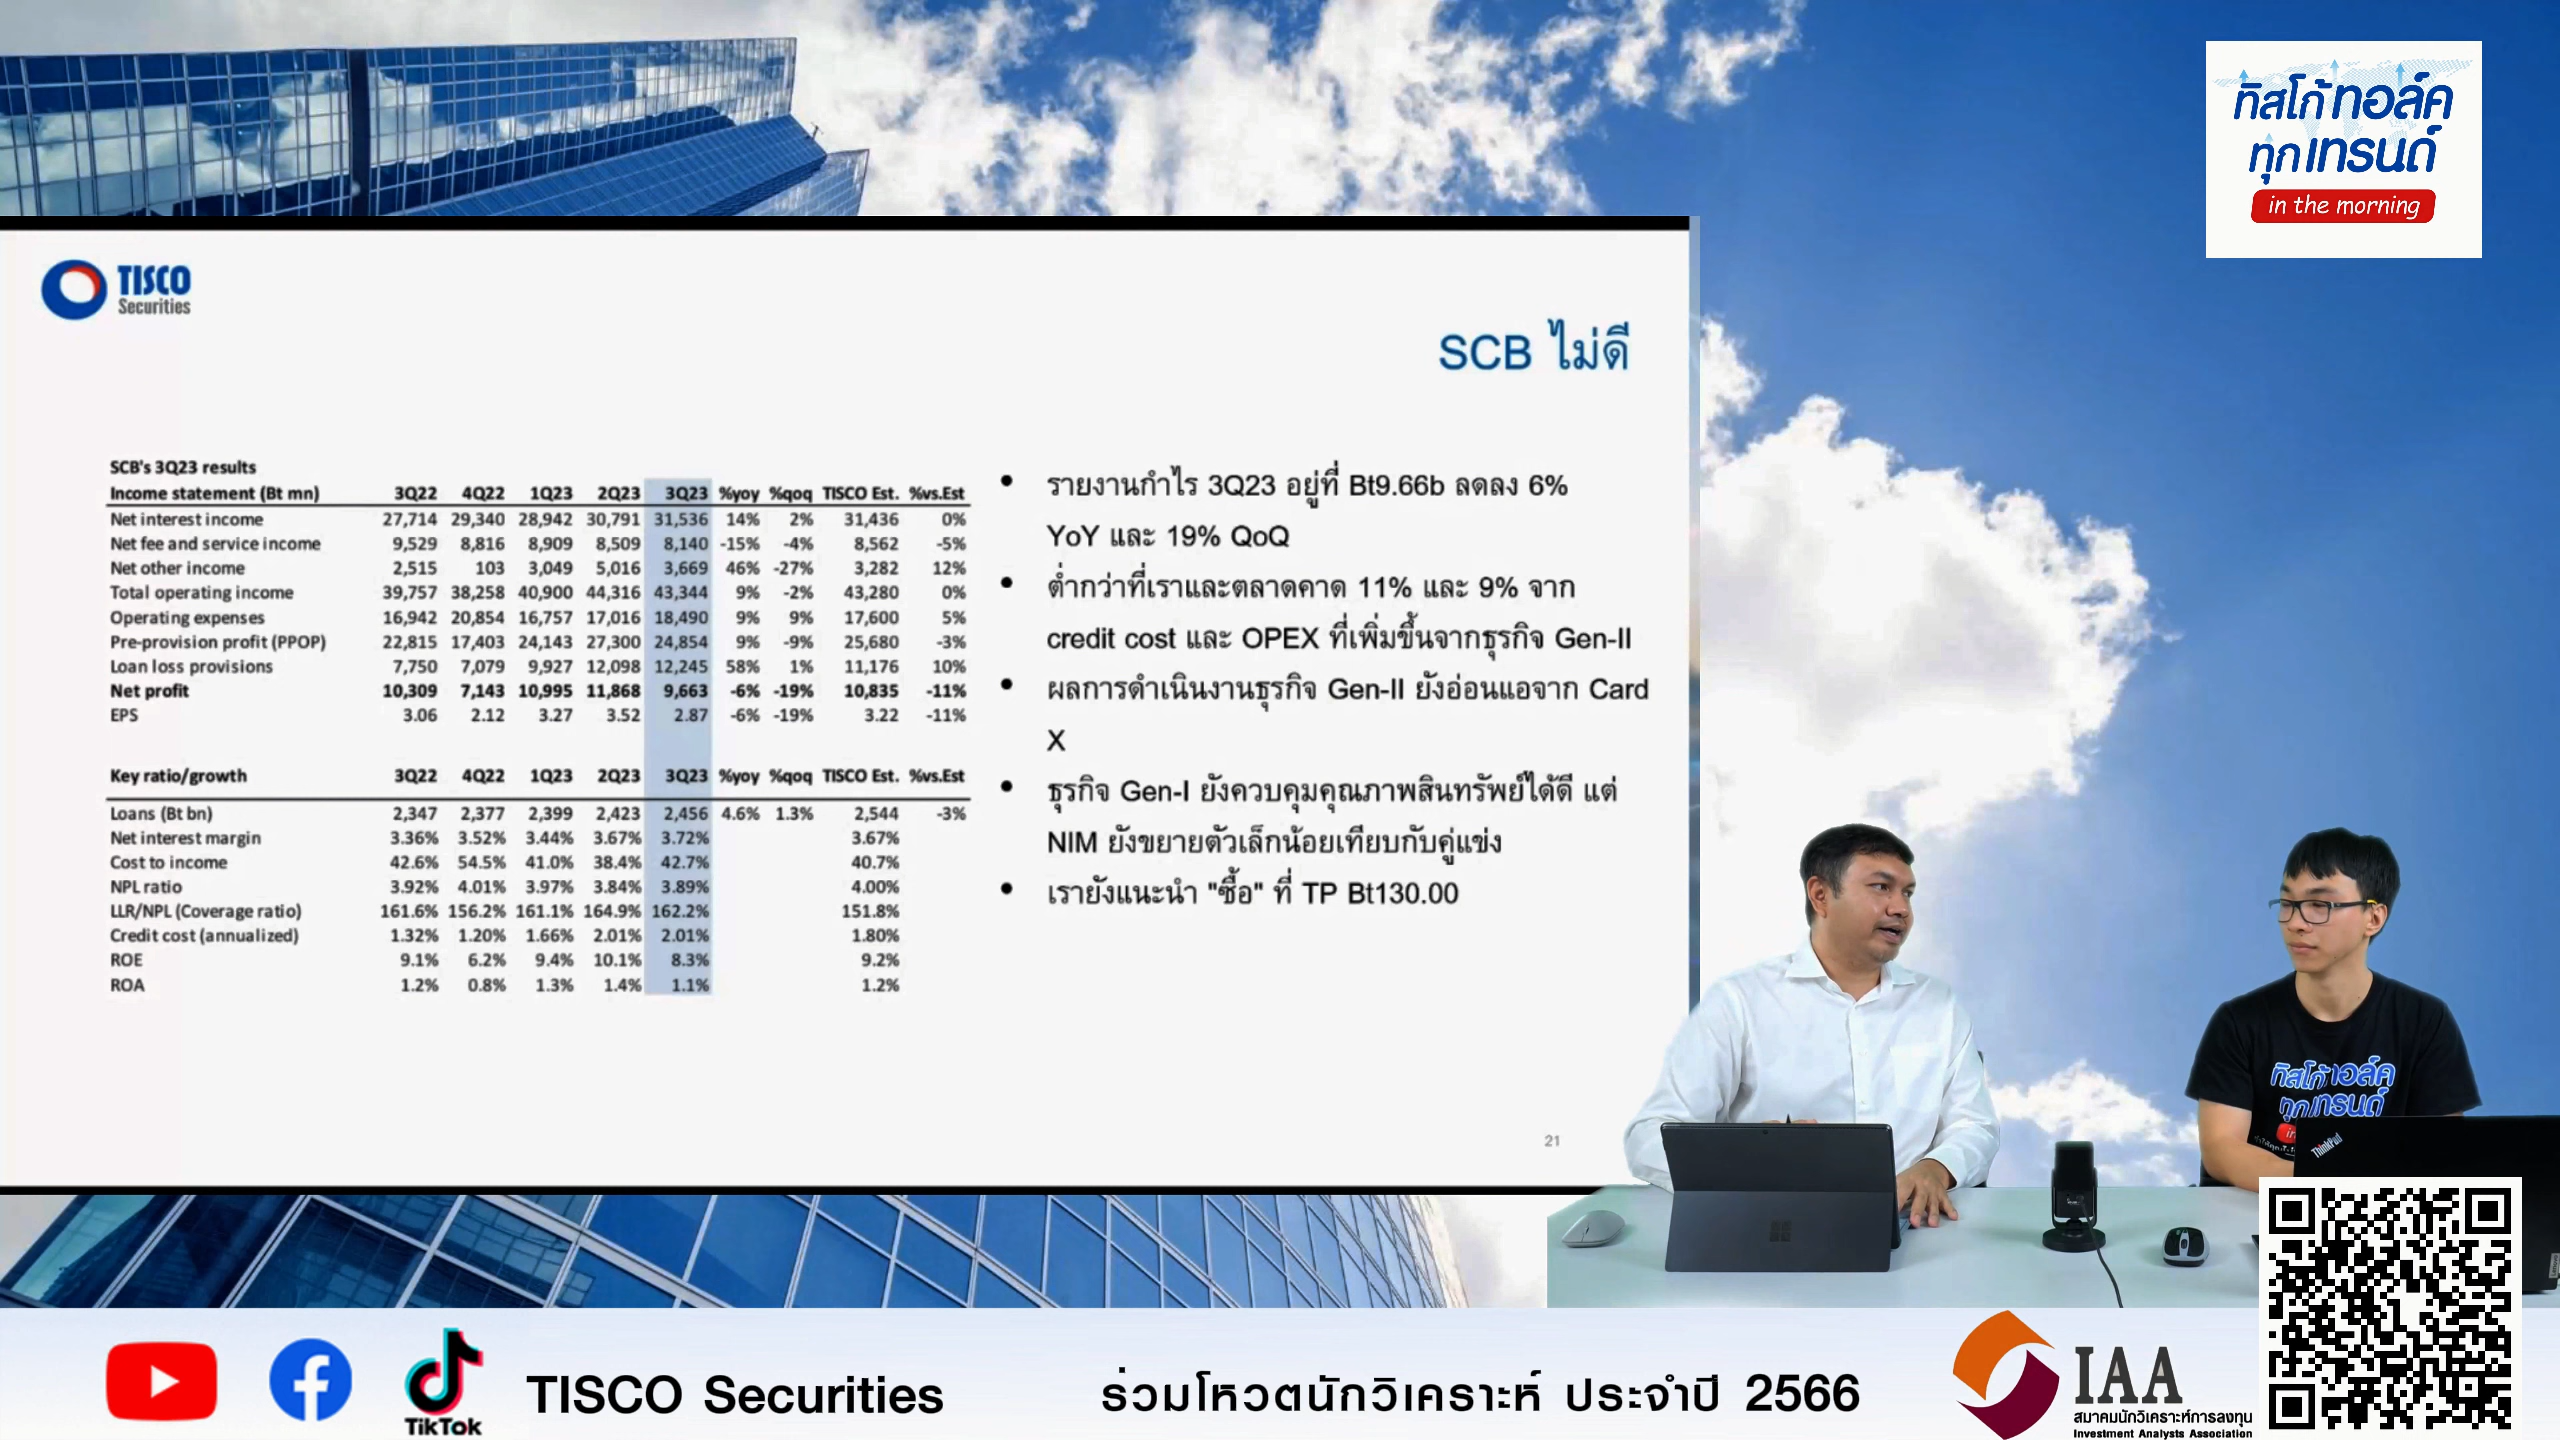 ทิสโก้ทอล์ค
ทุกเทรนด์
in the morning
TISCO
Securities
SCB ไม่ดี
SCB's 3Q23 results
Income statement (Bt mn) 3Q22 4Q22 1Q23 2Q23 3Q23 %yoy %qoq TISCO Est. %vs.Est
Net interest income 27,714 29,340 28,942 30,791 31,536 14% 2% 31,436 0%
Net fee and service income 9,529 8,816 8,909 8,509 8,140 -15% -4% 8,562 -5%
Net other income 2,515 103 3,049 5,016 3,669 46% -27% 3,282 12%
Total operating income 39,757 38,258 40,900 44,316 43,344 9% -2% 43,280 0%
Operating expenses 16,942 20,854 16,757 17,016 18,490 9% 9% 17,600 5%
Pre-provision profit (PPOP) 22,815 17,403 24,143 27,300 24,854 9% -9% 25,680 -3%
Loan loss provisions 7,750 7,079 9,927 12,098 12,245 58% 1% 11,176 10%
Net profit 10,309 7,143 10,995 11,868 9,663 -6% -19% 10,835 -11%
EPS 3.06 2.12 3.27 3.52 2.87 -6% -19% 3.22 -11%
Key ratio/growth 3Q22 4Q22 1Q23 2Q23 3Q23 %yoy %qoq TISCO Est. %vs.Est
Loans (Bt bn) 2,347 2,377 2,399 2,423 2,456 4.6% 1.3% 2,544 -3%
Net interest margin 3.36% 3.52% 3.44% 3.67% 3.72% 3.67%
Cost to income 42.6% 54.5% 41.0% 38.4% 42.7% 40.7%
NPL ratio 3.92% 4.01% 3.97% 3.84% 3.89% 4.00%
LLR/NPL (Coverage ratio) 161.6% 156.2% 161.1% 164.9% 162.2% 151.8%
Credit cost (annualized) 1.32% 1.20% 1.66% 2.01% 2.01% 1.80%
ROE 9.1% 6.2% 9.4% 10.1% 8.3% 9.2%
ROA 1.2% 0.8% 1.3% 1.4% 1.1% 1.2%
• รายงานกำไร 3Q23 อยู่ที่ Bt9.66b ลดลง 6%
YoY และ 19% QoQ
• ต่ำกว่าที่เราและตลาดคาด 11% และ 9% จาก
credit cost และ OPEX ที่เพิ่มขึ้นจากธุรกิจ Gen-II
• ผลการดำเนินงานธุรกิจ Gen-II ยังอ่อนแอจาก Card
X
• ธุรกิจ Gen-I ยังควบคุมคุณภาพสินทรัพย์ได้ดี แต่
NIM ยังขยายตัวเล็กน้อยเทียบกับคู่แข่ง
• เรายังแนะนำ "ซื้อ" ที่ TP Bt130.00
21
ทิสโก้ทอล์ค
ทุกเทรนด์
ThinkPad
TikTok
TISCO Securities
ร่วมโหวตนักวิเคราะห์ ประจำปี 2566
IAA
สมาคมนักวิเคราะห์การลงทุน
Investment Analysts Association